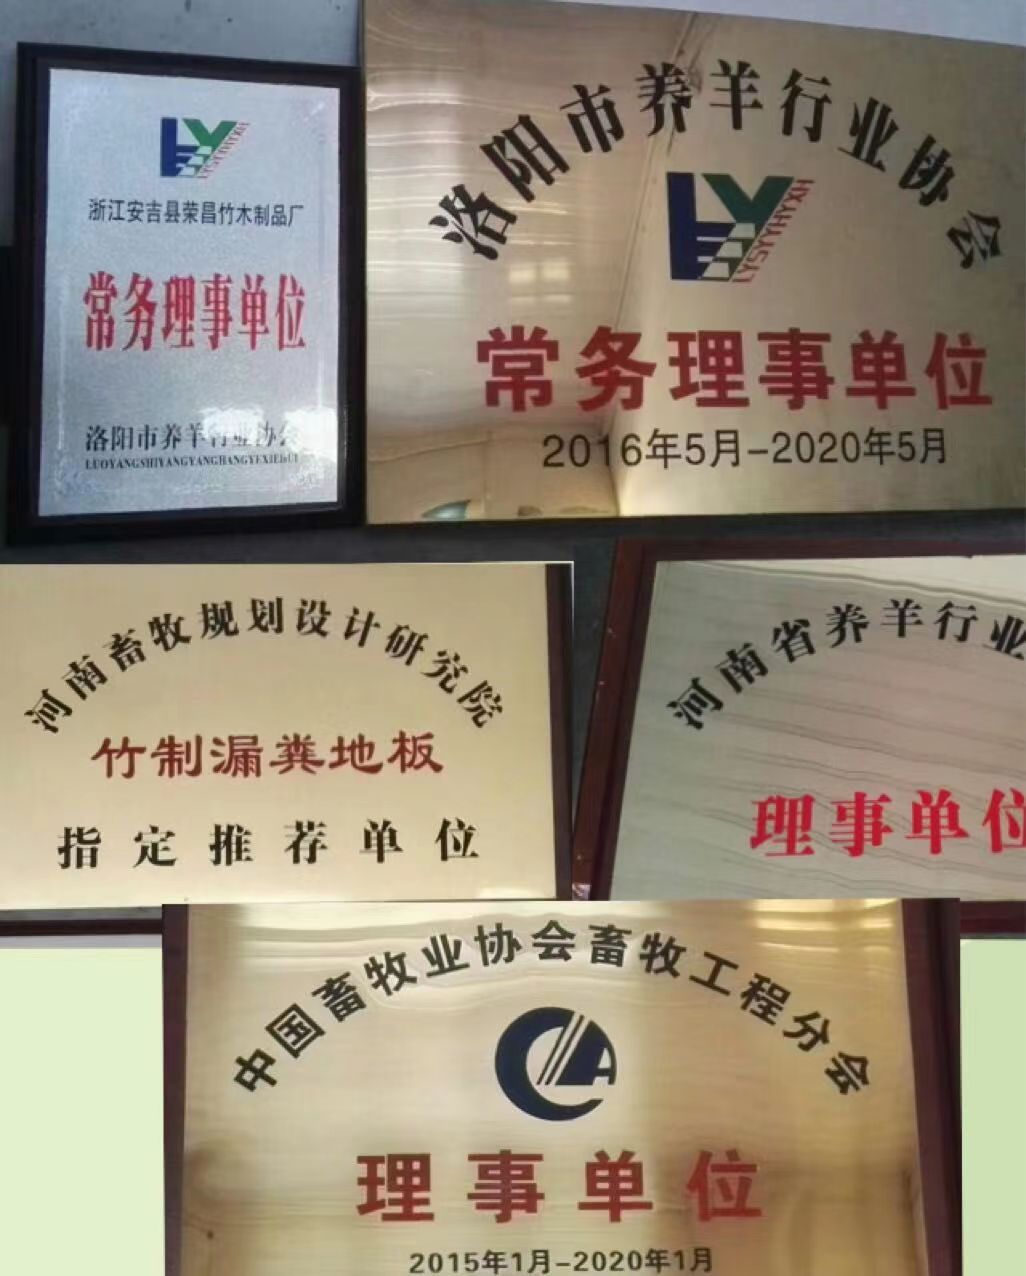 LY
浙江安吉县荣昌竹木制品厂
常务理事单位
洛阳市养羊行业协会
LUOYANGSHIYANGYANGHANGYEXIEHUI
洛阳市养羊行业协会
LY
LYSYYHYXH
常务理事单位
2016年5月-2020年5月
河南畜牧规划设计研究院
竹制漏粪地板
指定推荐单位
河南省养羊行业
理事单位
中国畜牧业协会畜牧工程分会
理事单位
2015年1月-2020年1月